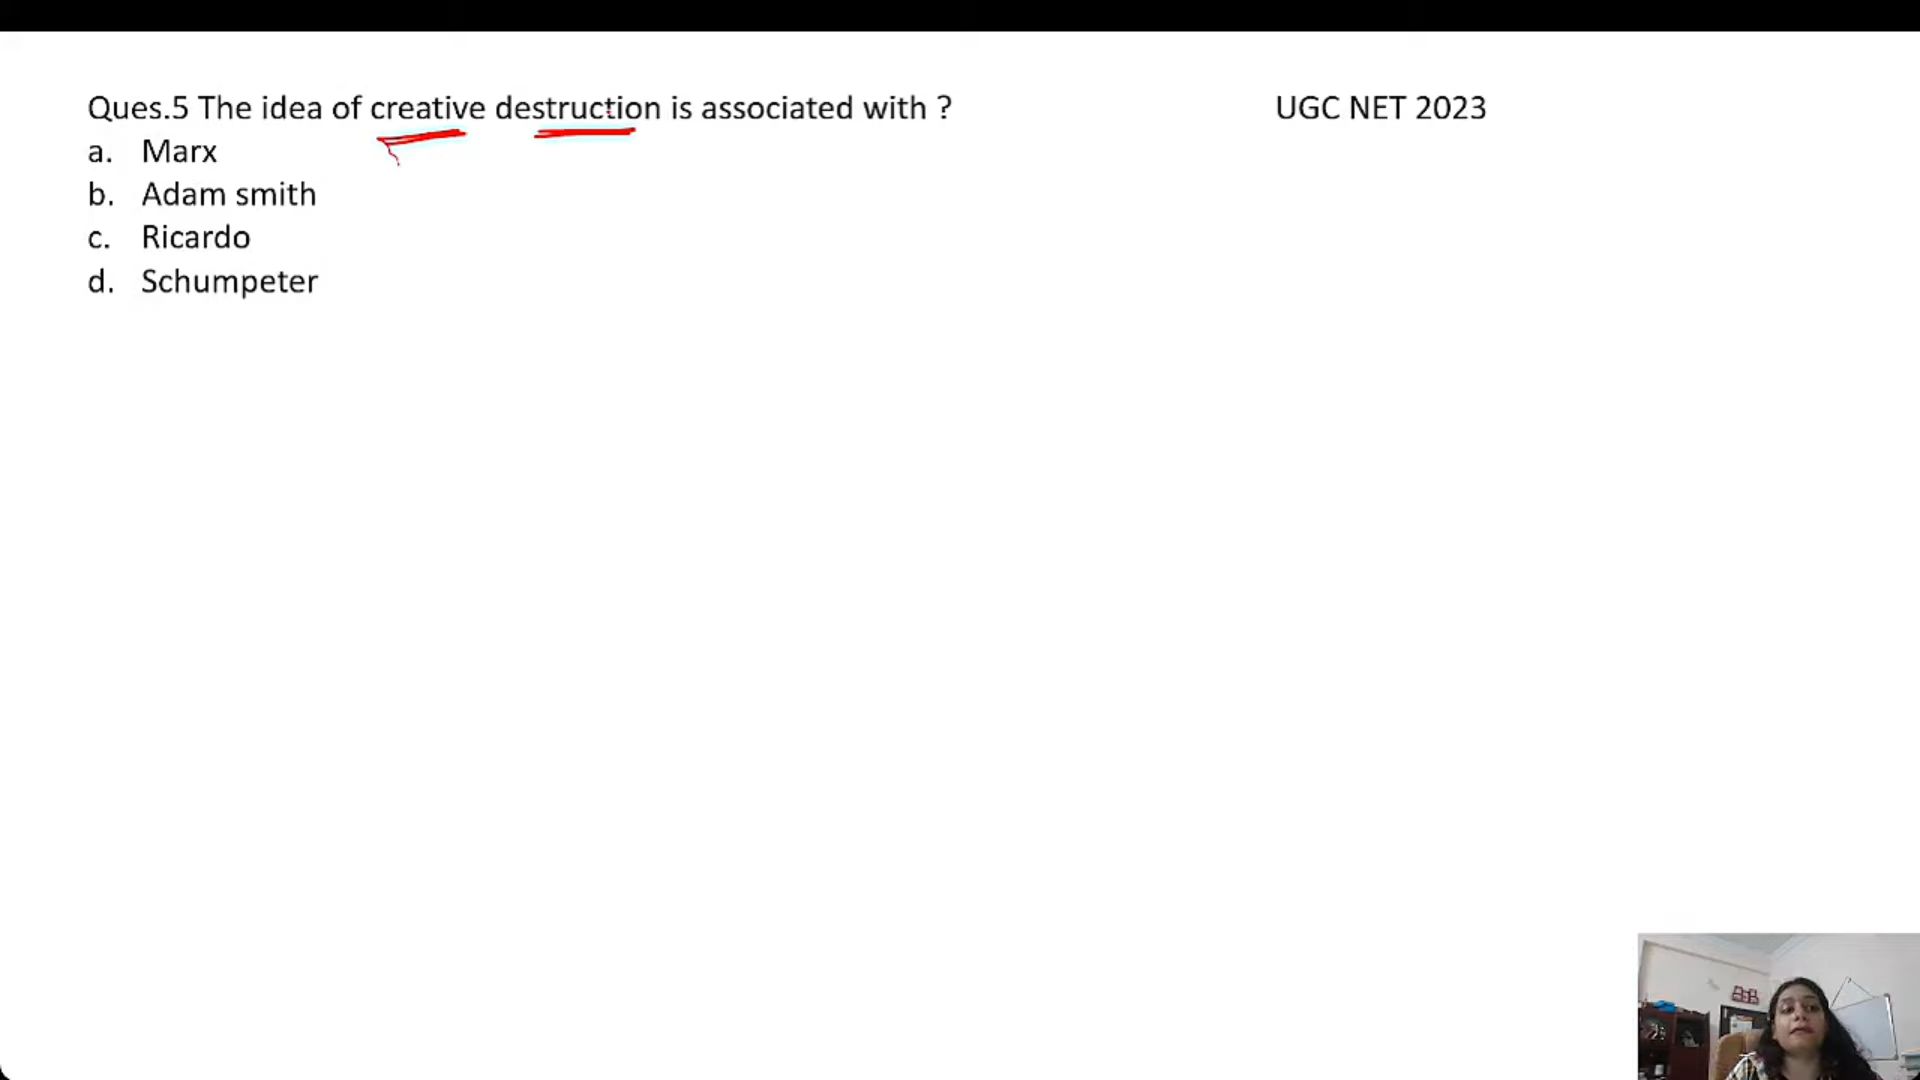 Ques.5 The idea of creative destruction is associated with ? UGC NET 2023
a. Marx
b. Adam smith
c. Ricardo
d. Schumpeter